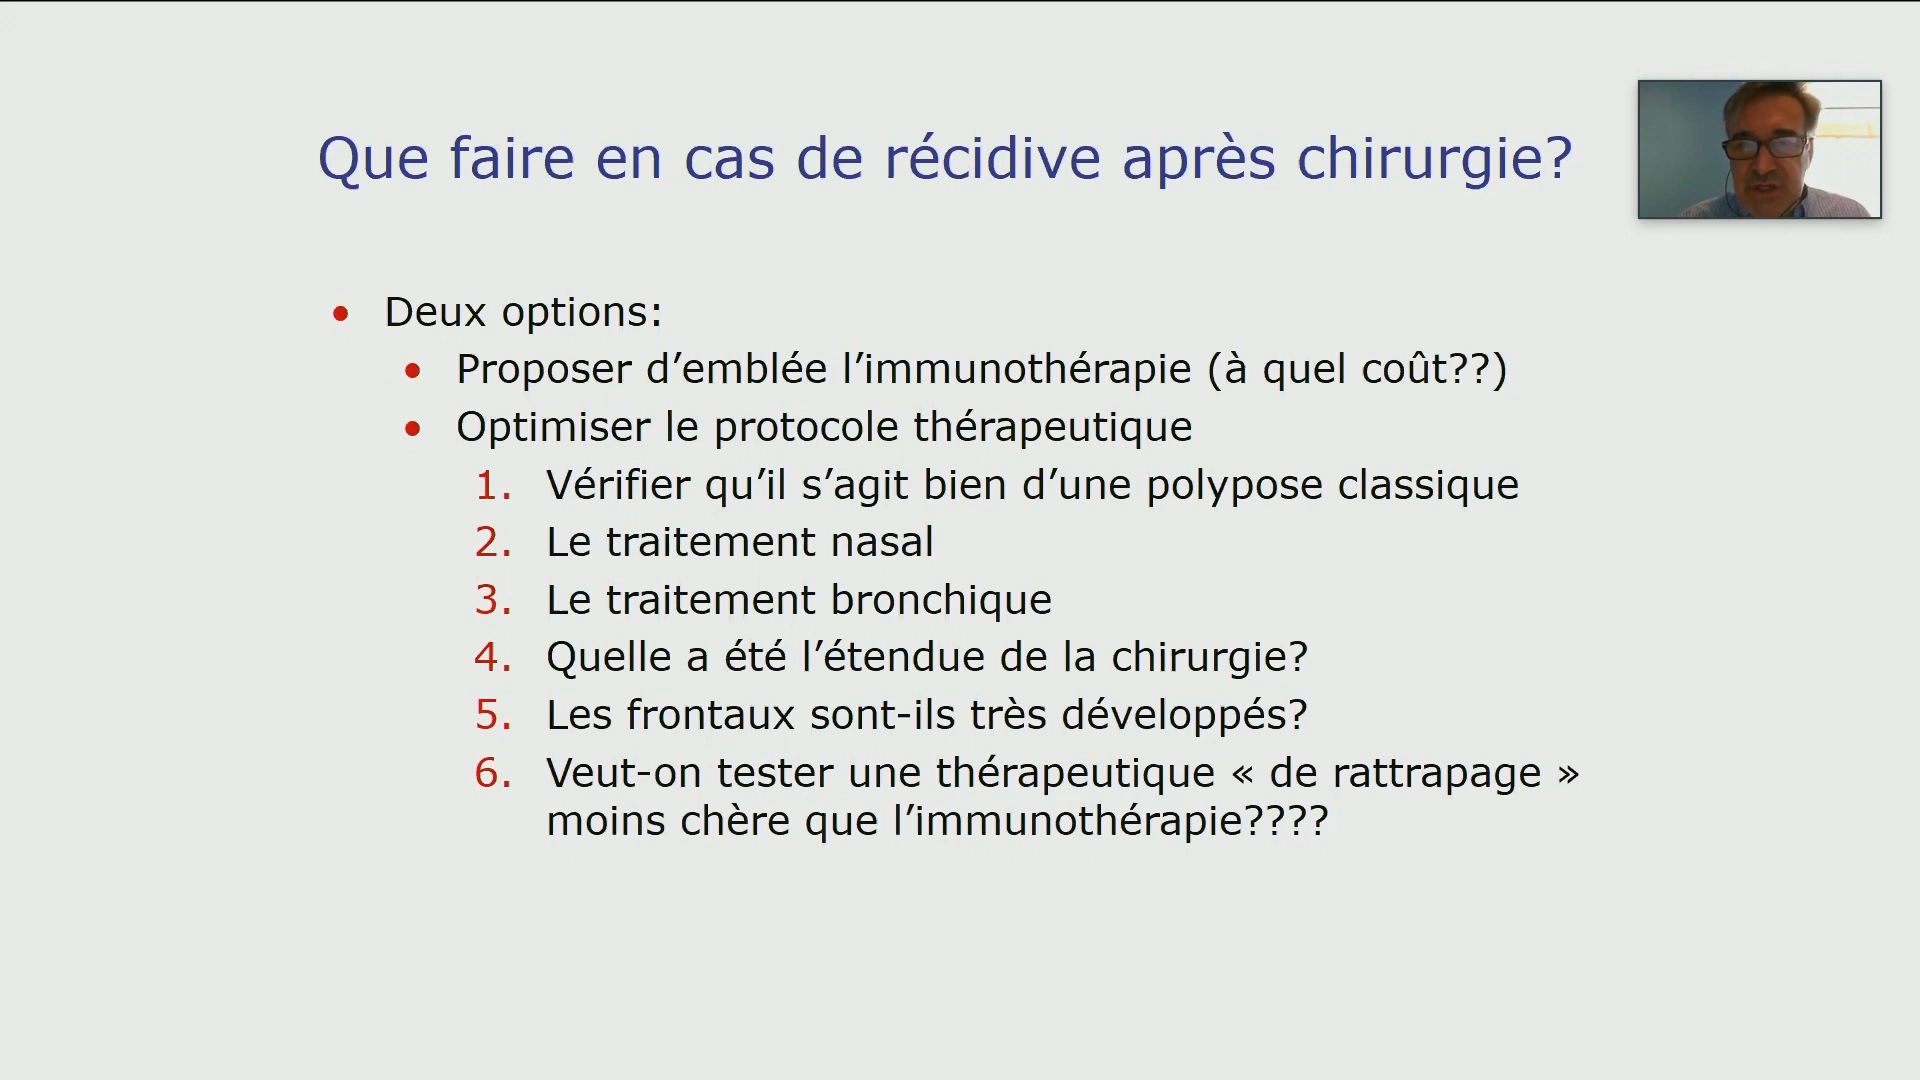 Que faire en cas de récidive après chirurgie?
• Deux options:
• Proposer d’emblée l’immunothérapie (à quel coût??)
• Optimiser le protocole thérapeutique
1. Vérifier qu’il s’agit bien d’une polypose classique
2. Le traitement nasal
3. Le traitement bronchique
4. Quelle a été l’étendue de la chirurgie?
5. Les frontaux sont-ils très développés?
6. Veut-on tester une thérapeutique « de rattrapage »
moins chère que l’immunothérapie????